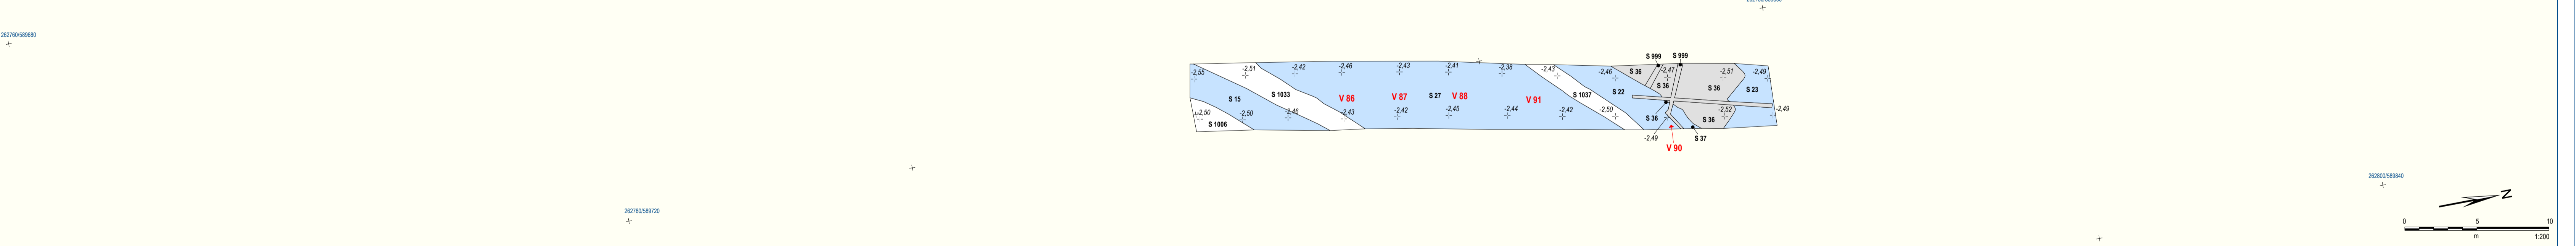 262760/589680
S 999 S 999
-2,55 -2,51 -2,42 -2,46 -2,43 -2,41 -2,38 -2,43 -2,46 S 36 -2,47 -2,51 -2,49
S 15 S 1033 V 86 V 87 S 27 V 88 V 91 S 1037 S 22 S 36 S 36 S 23
-2,50 -2,50 -2,46 -2,43 -2,42 -2,45 -2,44 -2,42 -2,50 -2,52 -2,49
S 1006 S 36 S 36
-2,49 S 37
V 90
262800/589840
N
262780/589720
0 5 10
m 1:200